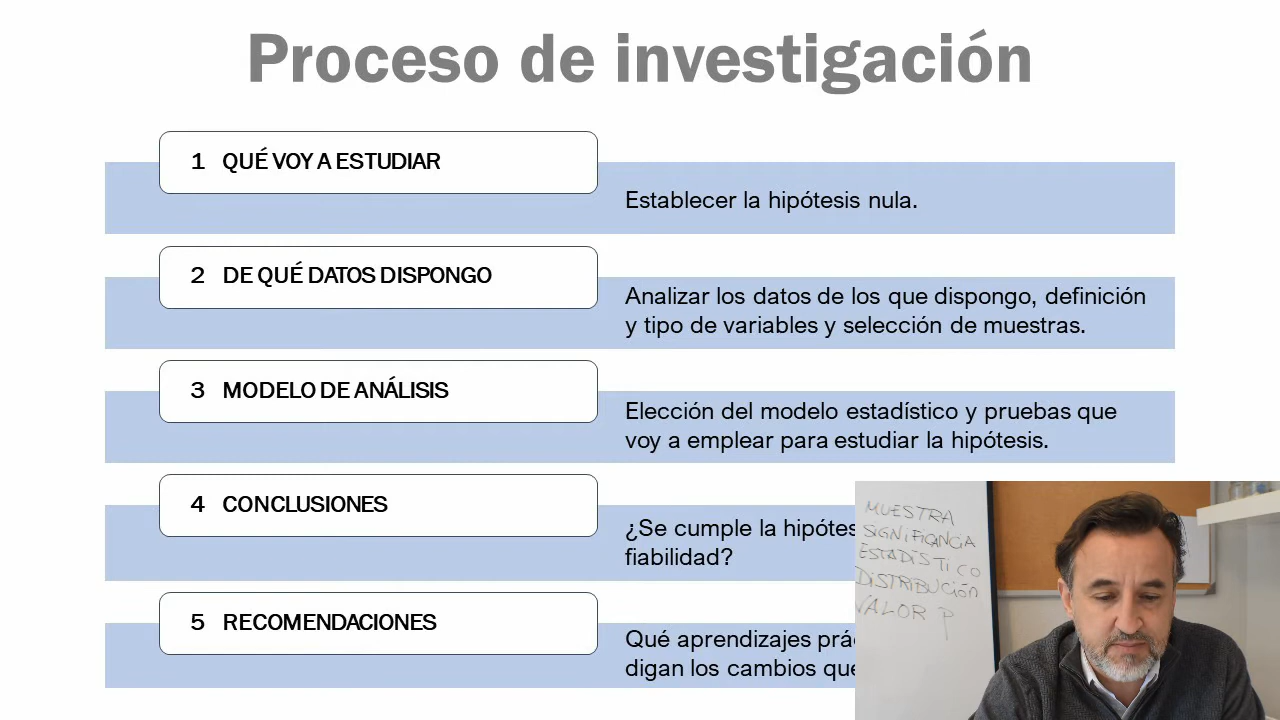 Proceso de investigación
1 QUÉ VOY A ESTUDIAR
Establecer la hipótesis nula.
2 DE QUÉ DATOS DISPONGO
Analizar los datos de los que dispongo, definición
y tipo de variables y selección de muestras.
3 MODELO DE ANÁLISIS
Elección del modelo estadístico y pruebas que
voy a emplear para estudiar la hipótesis.
4 CONCLUSIONES
¿Se cumple la
fiabilidad?
5 RECOMENDACIONES
Qué aprendizajes
digan los cambios
MUESTRA
SIGNIFICANCIA
ESTADÍSTICO
DISTRIBUCIÓN
VALOR P